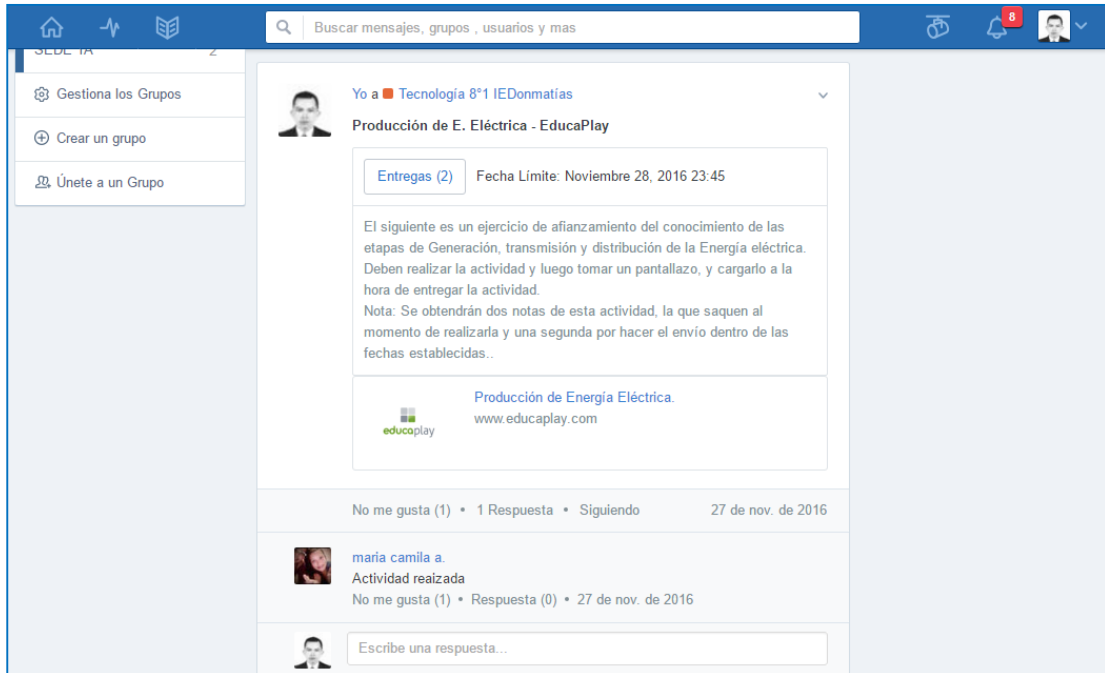 Buscar mensajes, grupos , usuarios y mas
8
SEDE TA 2
Gestiona los Grupos
Crear un grupo
Únete a un Grupo
Yo a Tecnología 8°1 IEDonmatías
Producción de E. Eléctrica - EducaPlay
Entregas (2) Fecha Límite: Noviembre 28, 2016 23:45
El siguiente es un ejercicio de afianzamiento del conocimiento de las
etapas de Generación, transmisión y distribución de la Energía eléctrica.
Deben realizar la actividad y luego tomar un pantallazo, y cargarlo a la
hora de entregar la actividad.
Nota: Se obtendrán dos notas de esta actividad, la que saquen al
momento de realizarla y una segunda por hacer el envío dentro de las
fechas establecidas..
Producción de Energía Eléctrica.
www.educaplay.com
educaplay
No me gusta (1) • 1 Respuesta • Siguiendo 27 de nov. de 2016
maria camila a.
Actividad reaizada
No me gusta (1) • Respuesta (0) • 27 de nov. de 2016
Escribe una respuesta...